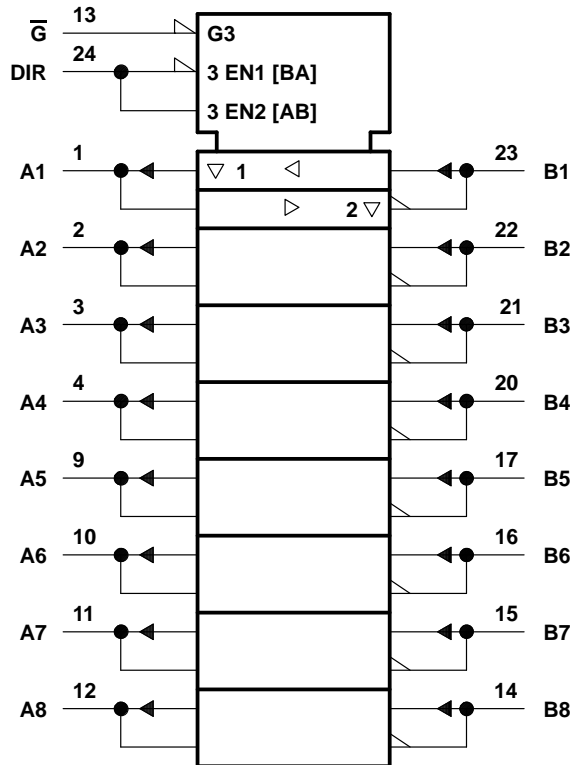 G̅ 13 G3
DIR 24 3 EN1 [BA]
3 EN2 [AB]
A1 1 1 23 B1
2
A2 2 22 B2
A3 3 21 B3
A4 4 20 B4
A5 9 17 B5
A6 10 16 B6
A7 11 15 B7
A8 12 14 B8